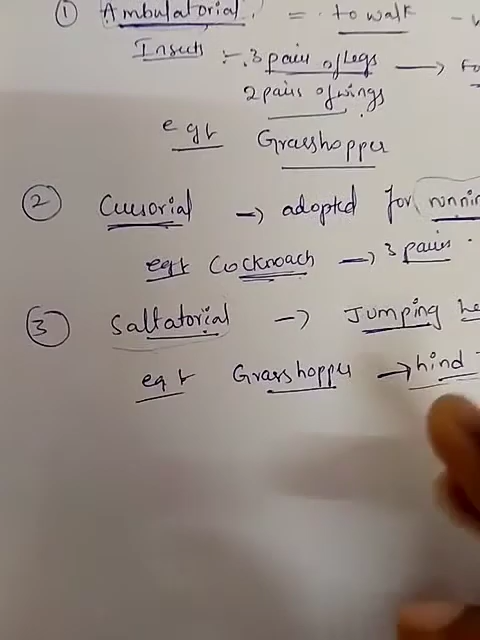 ① Ambulatorial = to walk -
Insects :- 3 pairs of legs →
2 pairs of wings
eg:- Grasshopper
② Cursorial → adopted for
eg:- Cockroach → 3 pairs
③ Saltatorial → Jumping
eg:- Grasshopper → hind